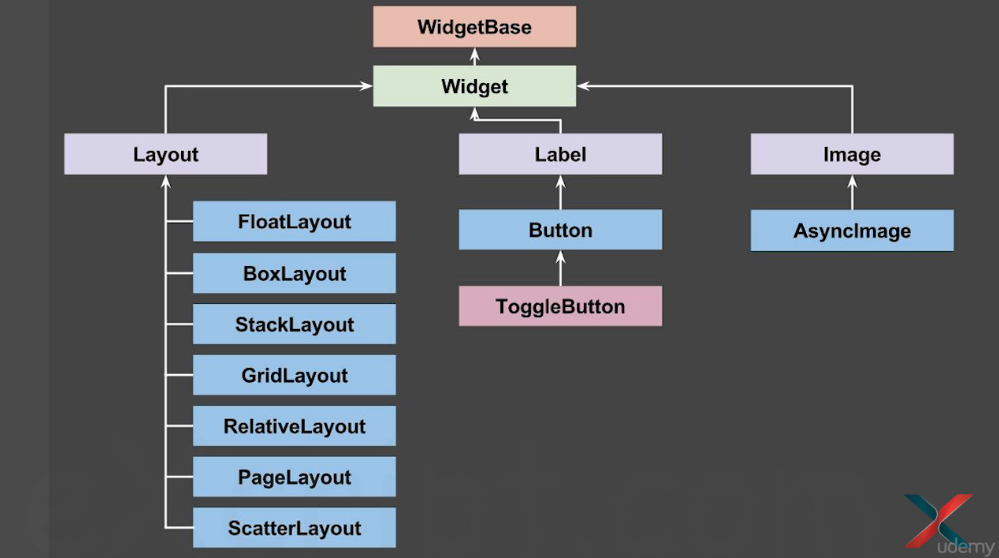 WidgetBase
Widget
Layout
Label
Image
FloatLayout
Button
AsyncImage
BoxLayout
ToggleButton
StackLayout
GridLayout
RelativeLayout
PageLayout
ScatterLayout
udemy